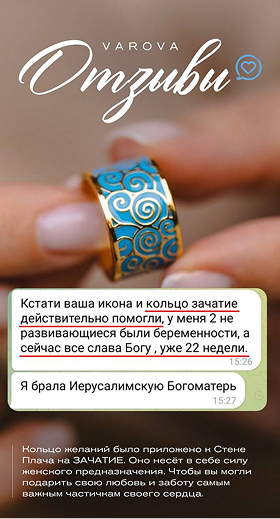 VAROVA
Отзиви
Кстати ваша икона и кольцо зачатие
действительно помогли, у меня 2 не
развивающиеся были беременности, а
сейчас все слава Богу , уже 22 недели.
15:26
Я брала Иерусалимскую Богоматерь
15:27
Кольцо желаний было приложено к Стене
Плача на ЗАЧАТИЕ. Оно несёт в себе силу
женского предназначения. Чтобы вы могли
подарить свою любовь и заботу самым
важным частичкам своего сердца.